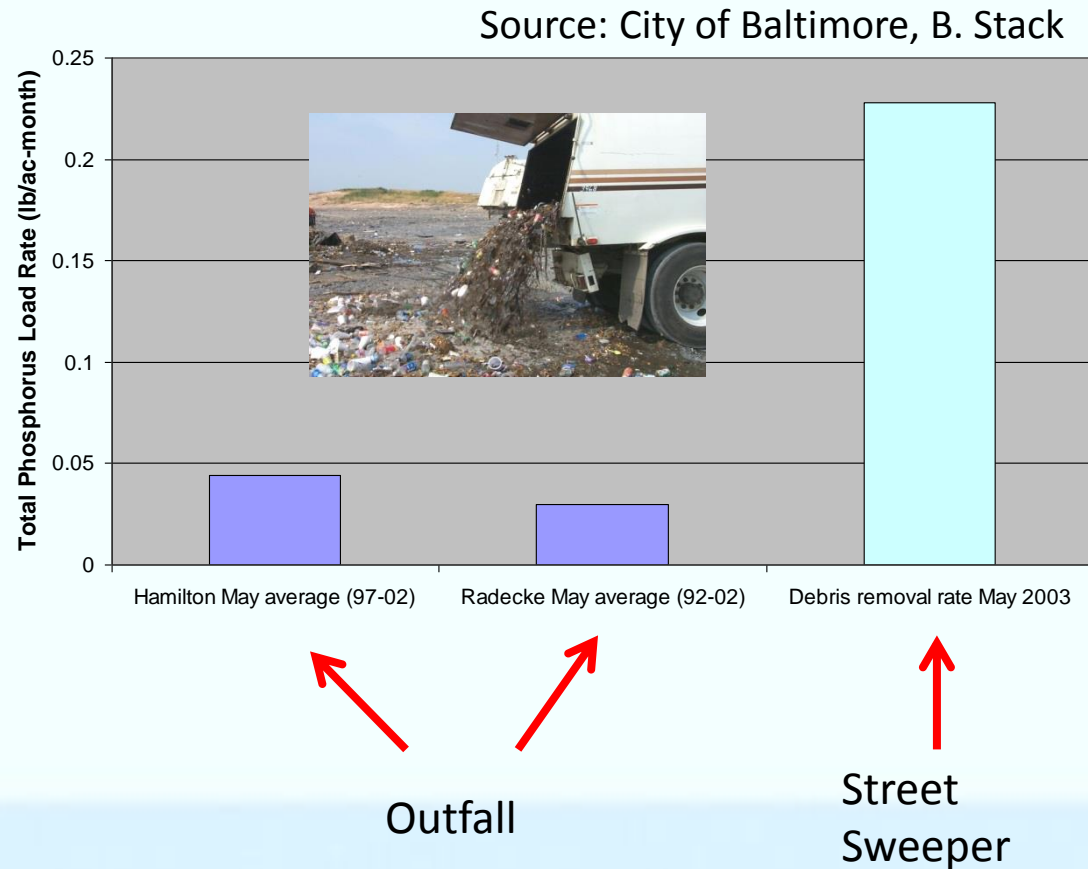 Source: City of Baltimore, B. Stack
Total Phosphorus Load Rate (lb/ac-month)
0.25
0.2
0.15
0.1
0.05
0
Hamilton May average (97-02)
Radecke May average (92-02)
Debris removal rate May 2003
Outfall
Street
Sweeper